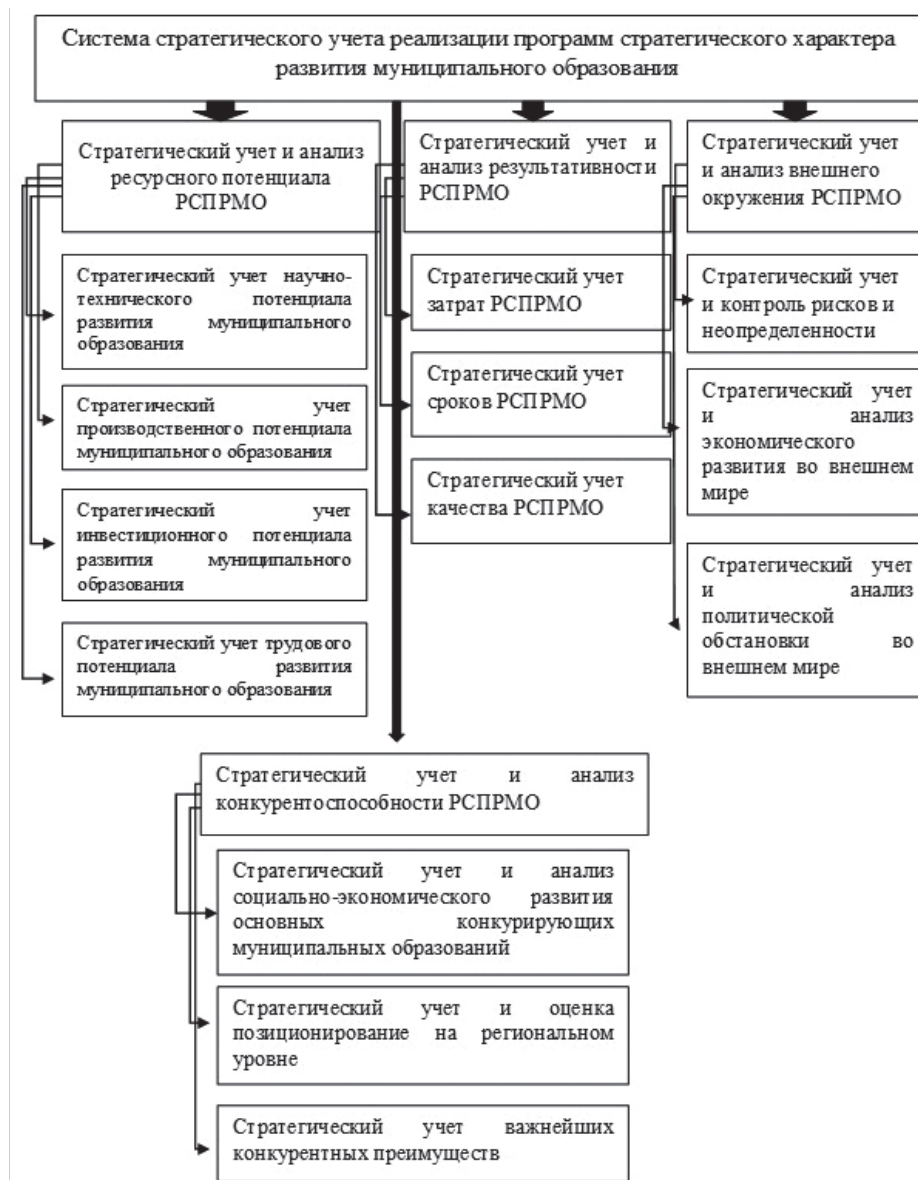 Система стратегического учета реализации программ стратегического характера
развития муниципального образования
Стратегический учет и анализ
ресурсного потенциала
РСПРМО
Стратегический учет научно-
технического потенциала
развития муниципального
образования
Стратегический учет
производственного потенциала
муниципального образования
Стратегический учет
инвестиционного потенциала
развития муниципального
образования
Стратегический учет трудового
потенциала развития
муниципального образования
Стратегический учет и
анализ результативности
РСПРМО
Стратегический учет
затрат РСПРМО
Стратегический учет
сроков РСПРМО
Стратегический учет
качества РСПРМО
Стратегический учет
и анализ внешнего
окружения РСПРМО
Стратегический учет
и контроль рисков и
неопределенности
Стратегический учет
и анализ
экономического
развития во внешнем
мире
Стратегический учет
и анализ
политической
обстановки во
внешнем мире
Стратегический учет и анализ
конкурентоспособности РСПРМО
Стратегический учет и анализ
социально-экономического развития
основных конкурирующих
муниципальных образований
Стратегический учет и оценка
позиционирование на региональном
уровне
Стратегический учет важнейших
конкурентных преимуществ